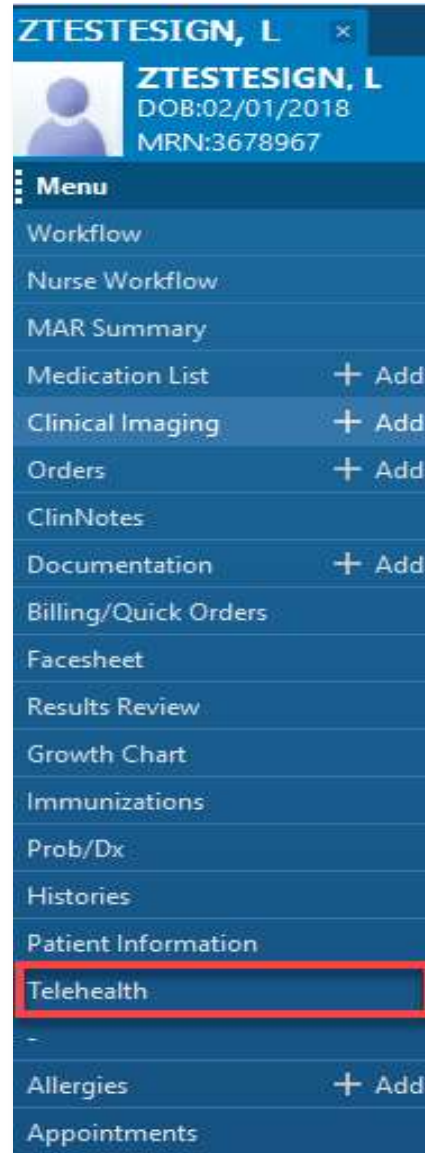 ZTESTESIGN, L ×
ZTESTESIGN, L
DOB:02/01/2018
MRN:3678967
Menu
Workflow
Nurse Workflow
MAR Summary
Medication List + Add
Clinical Imaging + Add
Orders + Add
ClinNotes
Documentation + Add
Billing/Quick Orders
Facesheet
Results Review
Growth Chart
Immunizations
Prob/Dx
Histories
Patient Information
Telehealth
-
Allergies + Add
Appointments